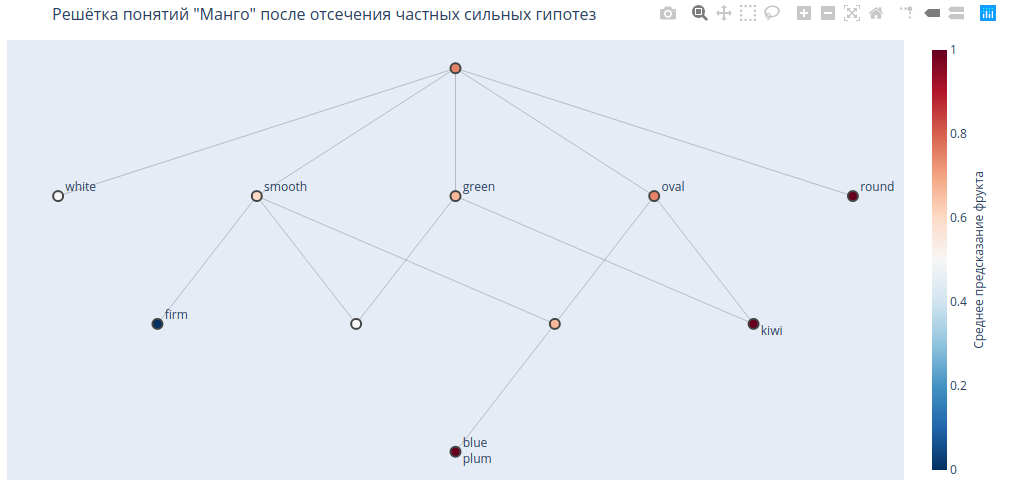 Решётка понятий "Манго" после отсечения частных сильных гипотез
white
smooth
green
oval
round
firm
kiwi
blue
plum
1
0.8
0.6
0.4
0.2
0
Среднее предсказание фрукта